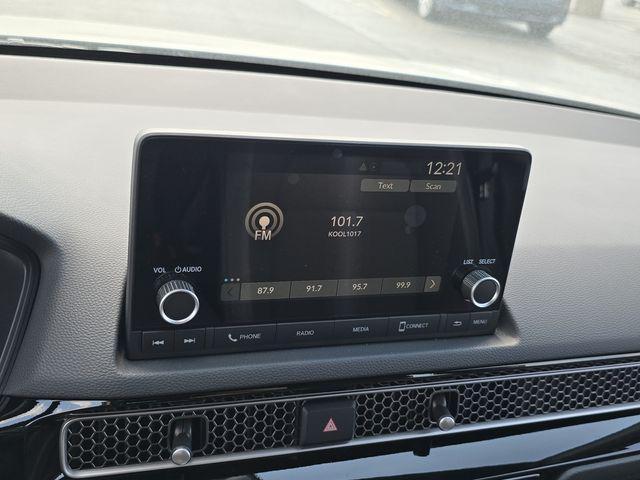 12:21
Text Scan
FM
101.7
KOOL1017
VOL AUDIO
LIST SELECT
87.9 91.7 95.7 99.9
PHONE RADIO MEDIA CONNECT MENU